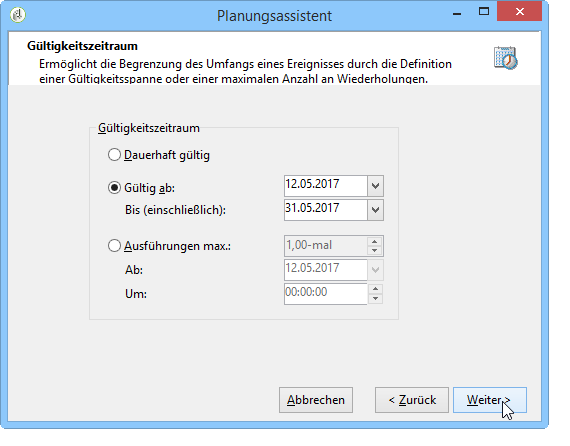 Planungsassistent
Gültigkeitszeitraum
Ermöglicht die Begrenzung des Umfangs eines Ereignisses durch die Definition
einer Gültigkeitsspanne oder einer maximalen Anzahl an Wiederholungen.
Gültigkeitszeitraum
Dauerhaft gültig
Gültig ab: 12.05.2017
Bis (einschließlich): 31.05.2017
Ausführungen max.: 1,00-mal
Ab: 12.05.2017
Um: 00:00:00
Abbrechen < Zurück Weiter >